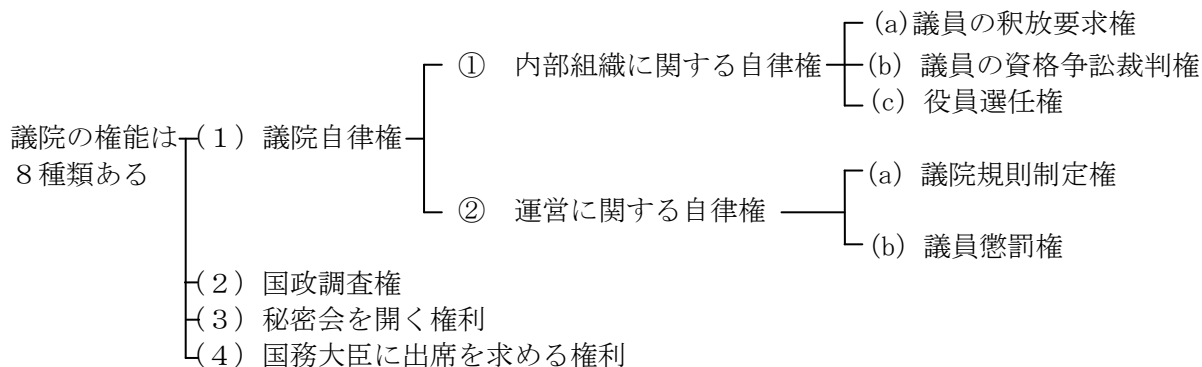 (a)議員の釈放要求権
① 内部組織に関する自律権
(b) 議員の資格争訟裁判権
(c) 役員選任権
議院の権能は
(1) 議院自律権
8種類ある
(a) 議院規則制定権
② 運営に関する自律権
(b) 議員懲罰権
(2) 国政調査権
(3) 秘密会を開く権利
(4) 国務大臣に出席を求める権利